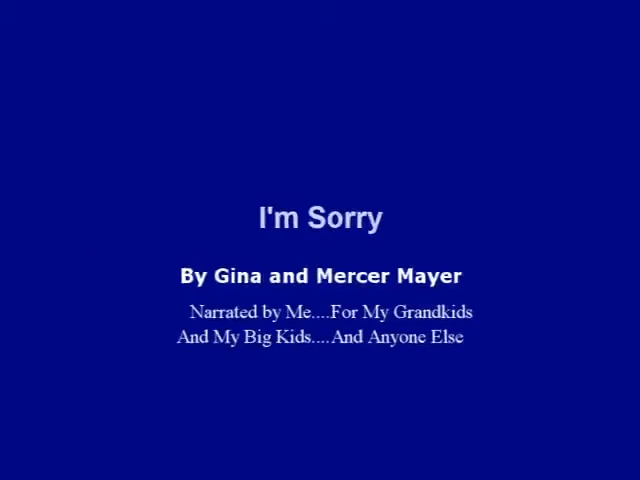 I'm Sorry
By Gina and Mercer Mayer
Narrated by Me....For My Grandkids
And My Big Kids....And Anyone Else